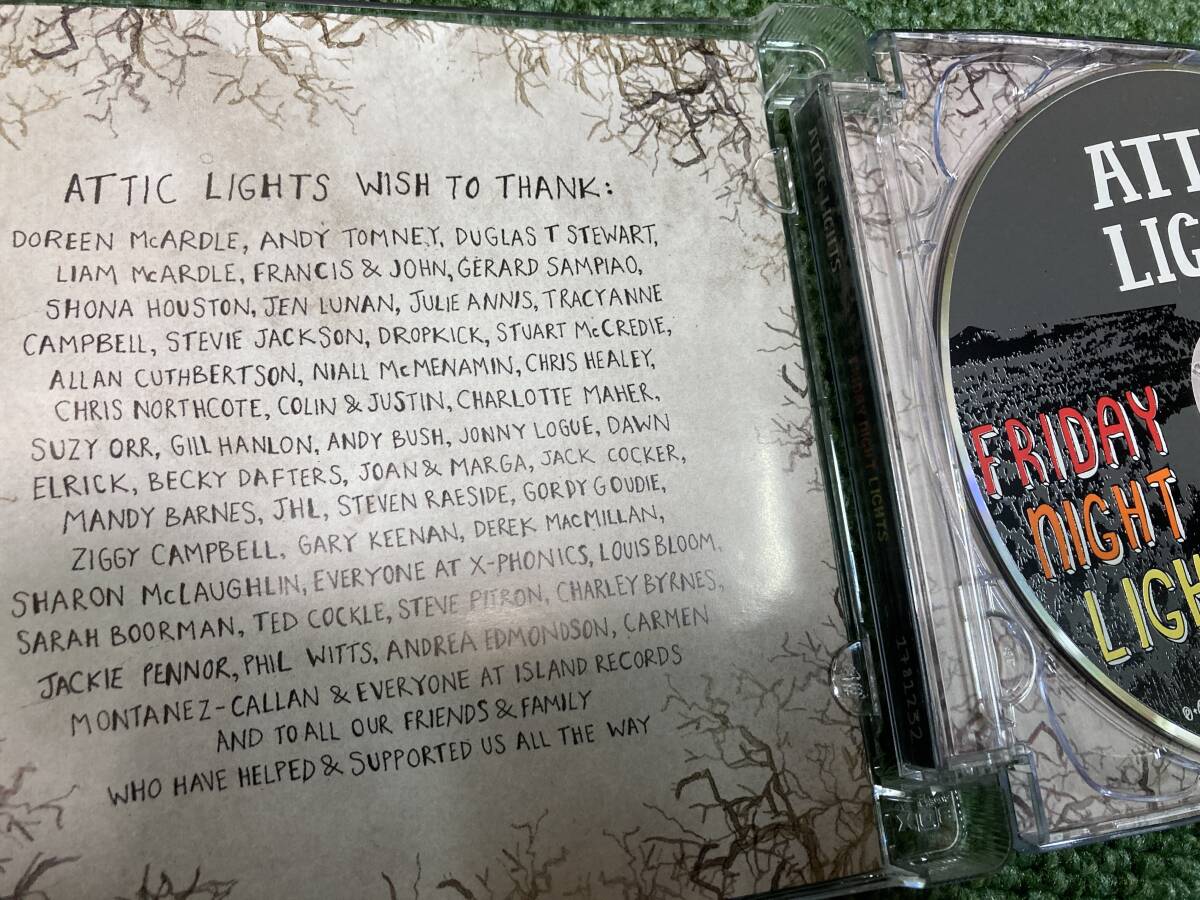 ATTIC LIGHTS WISH TO THANK:
DOREEN McARDLE, ANDY TOMNEY, DUGLAS T STEWART,
LIAM McARDLE, FRANCIS & JOHN, GERARD SAMPIAO,
SHONA HOUSTON, JEN LUNAN, JULIE ANNIS, TRACYANNE
CAMPBELL, STEVIE JACKSON, DROPKICK, STUART McCREDIE,
ALLAN CUTHBERTSON, NIALL McMENAMIN, CHRIS HEALEY,
CHRIS NORTHCOTE, COLIN & JUSTIN, CHARLOTTE MAHER,
SUZY ORR, GILL HANLON, ANDY BUSH, JONNY LOGUE, DAWN
ELRICK, BECKY DAFTERS, JOAN & MARGA, JACK COCKER,
MANDY BARNES, JHL, STEVEN RAESIDE, GORDY GOUDIE,
ZIGGY CAMPBELL, GARY KEENAN, DEREK MACMILLAN,
SHARON McLAUGHLIN, EVERYONE AT X-PHONICS, LOUIS BLOOM,
SARAH BOORMAN, TED COCKLE, STEVE PITRON, CHARLEY BYRNES,
JACKIE PENNOR, PHIL WITTS, ANDREA EDMONDSON, CARMEN
MONTANEZ-CALLAN & EVERYONE AT ISLAND RECORDS
AND TO ALL OUR FRIENDS & FAMILY
WHO HAVE HELPED & SUPPORTED US ALL THE WAY
ATTIC LIGHTS FRIDAY NIGHT LIGHTS 1781232
ATT
LIG
FRIDAY
NIGHT
LIGH